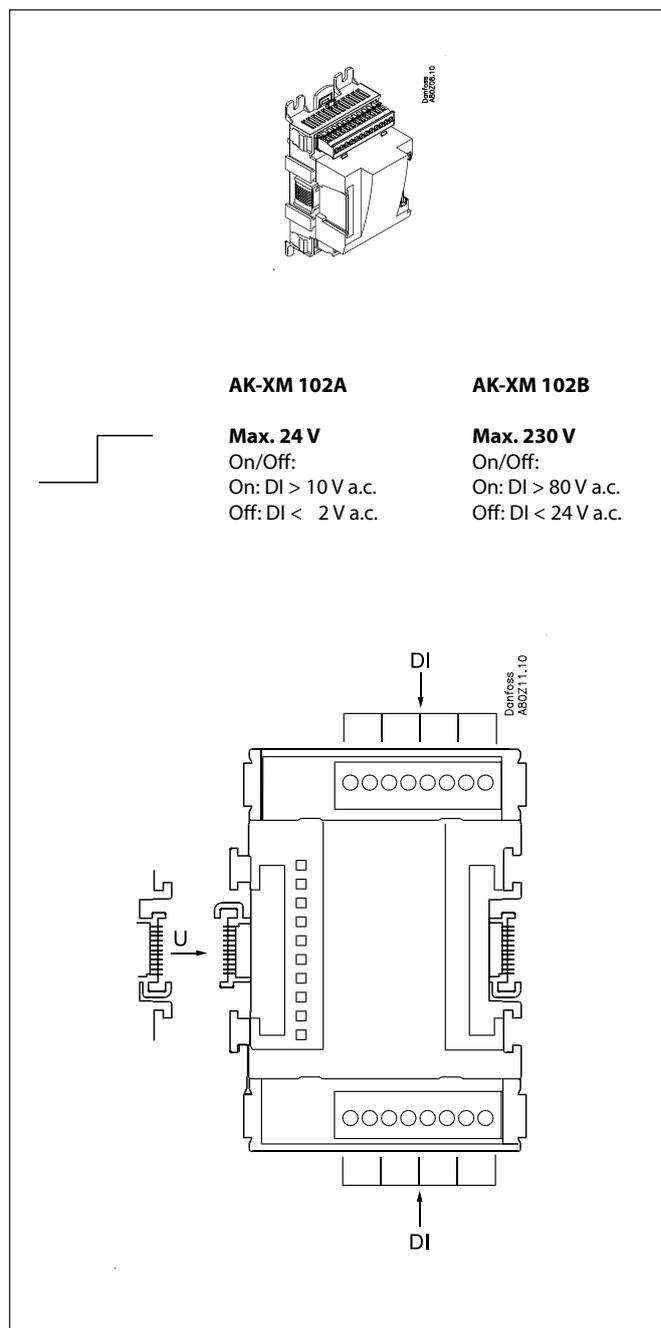 Danfoss
A80Z08.10
AK-XM 102A
Max. 24 V
On/Off:
On: DI > 10 V a.c.
Off: DI < 2 V a.c.
AK-XM 102B
Max. 230 V
On/Off:
On: DI > 80 V a.c.
Off: DI < 24 V a.c.
DI
Danfoss
A80Z11.10
U
DI